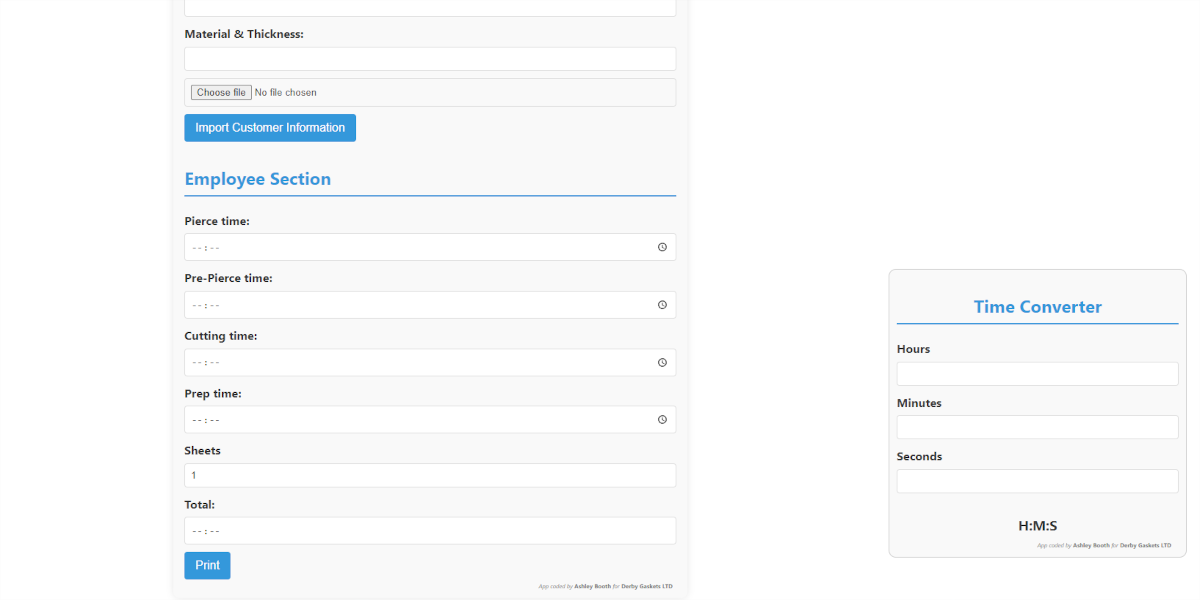 Material & Thickness:
Choose file No file chosen
Import Customer Information
Employee Section
Pierce time:
--:--
Pre-Pierce time:
--:--
Cutting time:
--:--
Prep time:
--:--
Sheets
1
Total:
--:--
Print
App coded by Ashley Booth for Derby Gaskets LTD
Time Converter
Hours
Minutes
Seconds
H:M:S
App coded by Ashley Booth for Derby Gaskets LTD